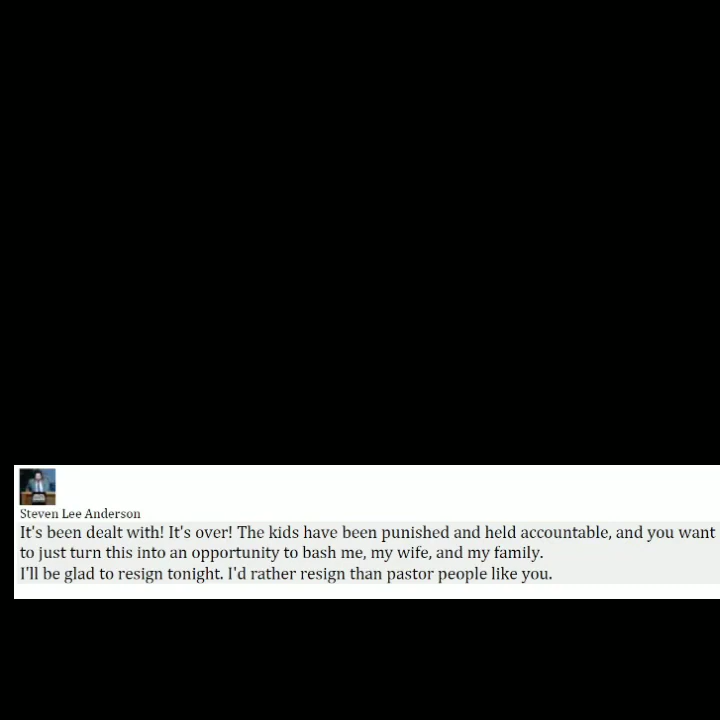 Steven Lee Anderson
It's been dealt with! It's over! The kids have been punished and held accountable, and you want
to just turn this into an opportunity to bash me, my wife, and my family.
I'll be glad to resign tonight. I'd rather resign than pastor people like you.